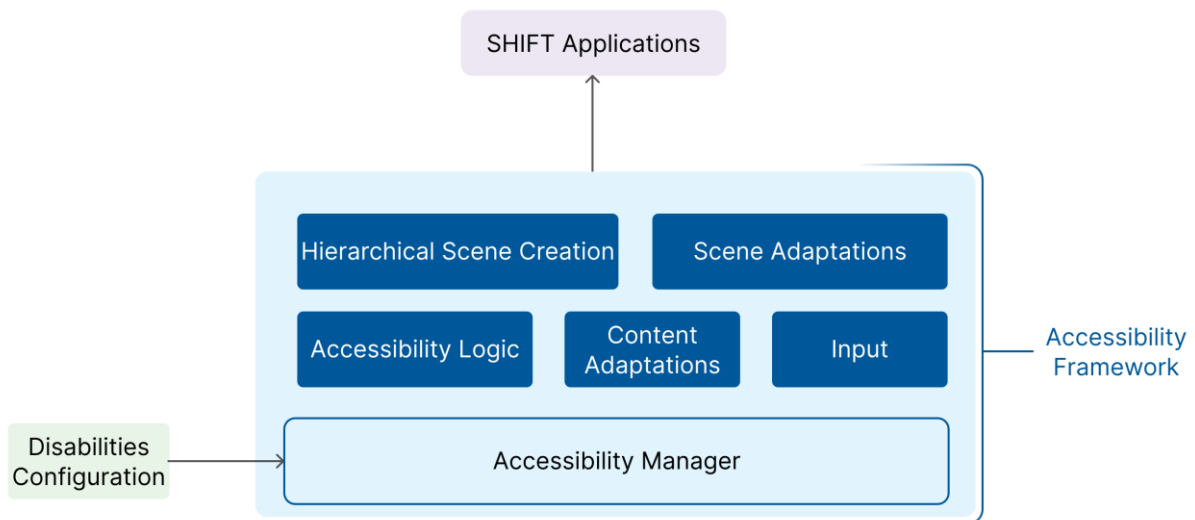 SHIFT Applications
Hierarchical Scene Creation
Scene Adaptations
Accessibility Logic
Content
Adaptations
Input
Accessibility
Framework
Disabilities
Configuration
Accessibility Manager